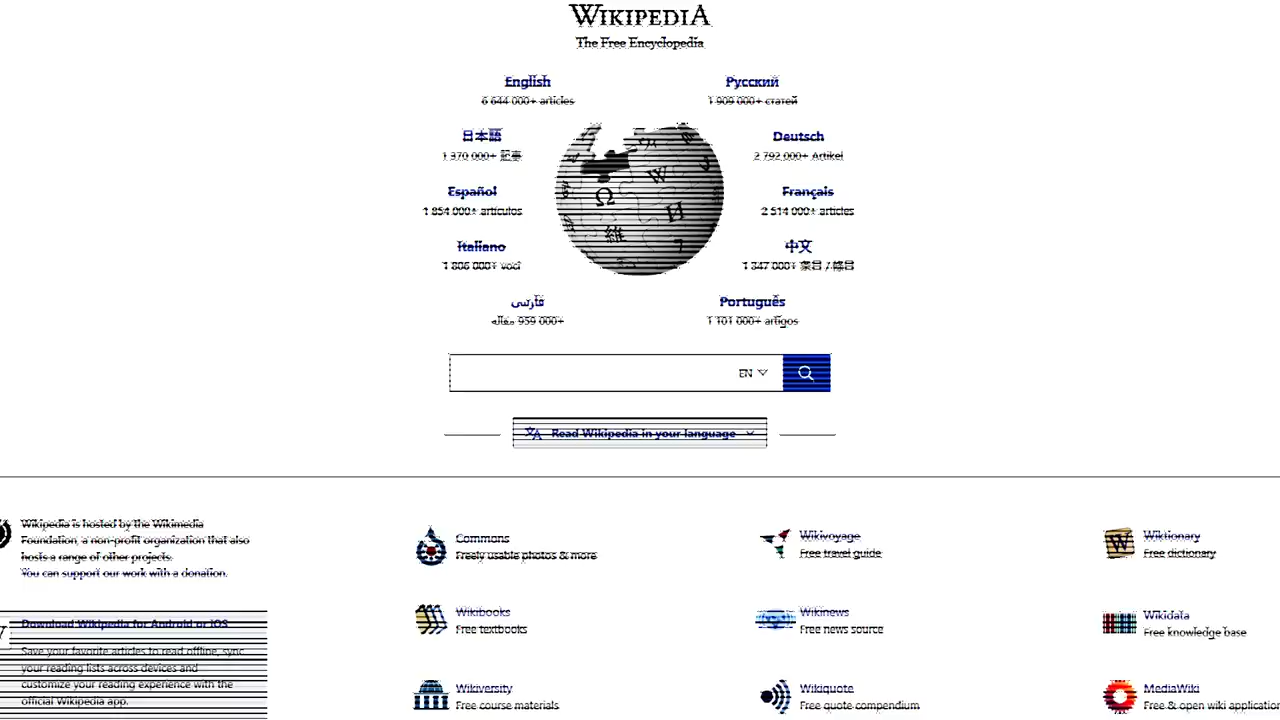 WIKIPEDIA
The Free Encyclopedia
English
6 644 000+ articles
Русский
1 909 000+ статей
日本語
1 370 000+ 記事
Deutsch
2 792 000+ Artikel
Español
1 854 000+ artículos
Français
2 514 000+ articles
Italiano
1 806 000+ voci
中文
1 347 000+ 条目 / 條目
فارسی
959 000+ مقاله
Português
1 101 000+ artigos
Ω W И 維 7
EN
Read Wikipedia in your language
Wikipedia is hosted by the Wikimedia
Foundation, a non-profit organization that also
hosts a range of other projects.
You can support our work with a donation.
Download Wikipedia for Android or iOS
Save your favorite articles to read offline, sync
your reading lists across devices and
customize your reading experience with the
official Wikipedia app.
Commons
Freely usable photos & more
Wikivoyage
Free travel guide
Wiktionary
Free dictionary
Wikibooks
Free textbooks
Wikinews
Free news source
Wikidata
Free knowledge base
Wikiversity
Free course materials
Wikiquote
Free quote compendium
MediaWiki
Free & open wiki application